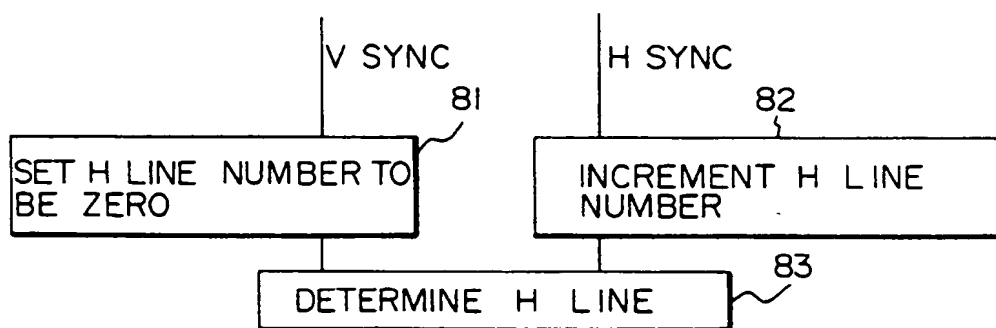 V SYNC
H SYNC
81
82
SET H LINE NUMBER TO
BE ZERO
INCREMENT H LINE
NUMBER
83
DETERMINE H LINE